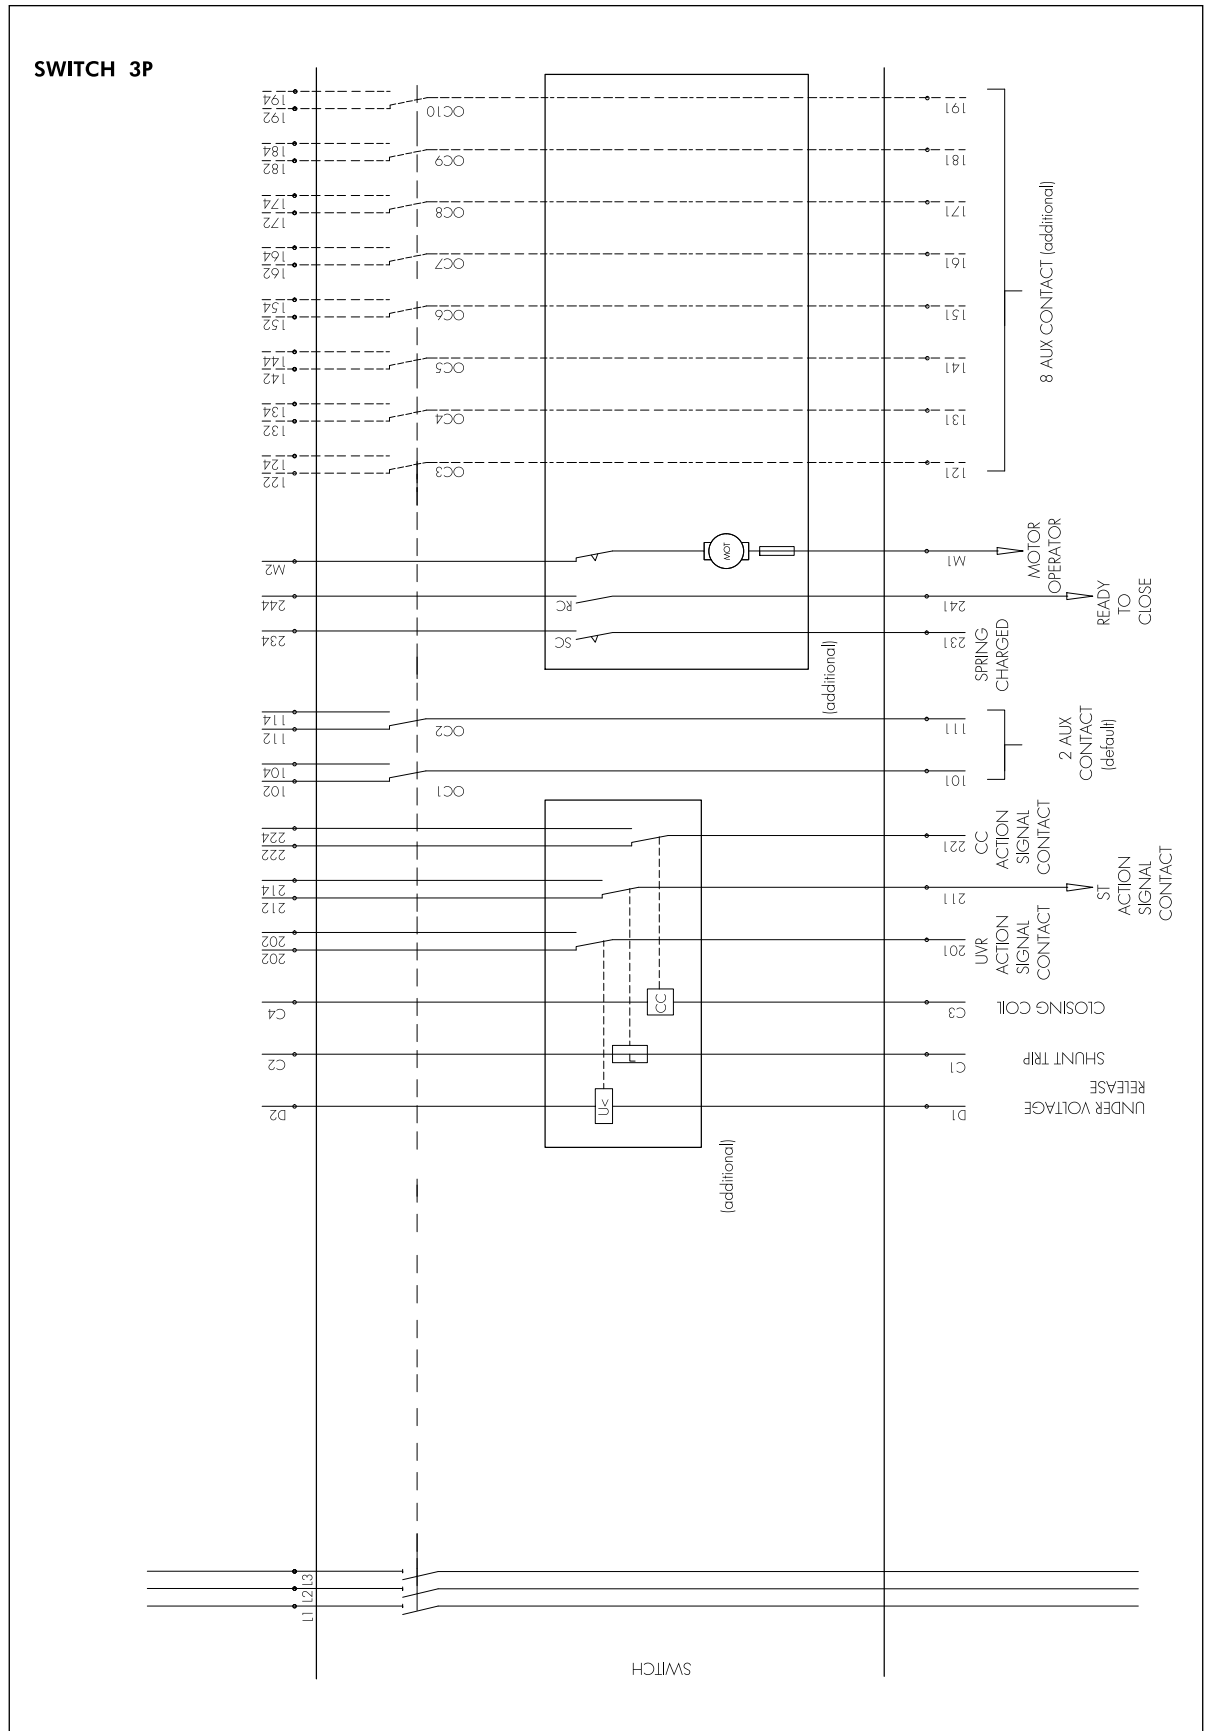 SWITCH 3P
194
192
OC10
191
184
182
OC9
181
174
172
OC8
171
164
162
OC7
161
154
152
OC6
151
144
142
OC5
141
134
132
OC4
131
124
122
OC3
121
8 AUX CONTACT (additional)
M2
MOT
M1
MOTOR
OPERATOR
244
RC
241
READY
TO
CLOSE
234
SC
231
SPRING
CHARGED
(additional)
114
112
OC2
111
104
102
OC1
101
2 AUX
CONTACT
(default)
224
222
221
CC
ACTION
SIGNAL
CONTACT
214
212
211
ST
ACTION
SIGNAL
CONTACT
202
202
201
UVR
ACTION
SIGNAL
CONTACT
C4
CC
C3
CLOSING COIL
C2
L
C1
SHUNT TRIP
D2
U<
D1
UNDER VOLTAGE
RELEASE
(additional)
L3
L2
L1
SWITCH